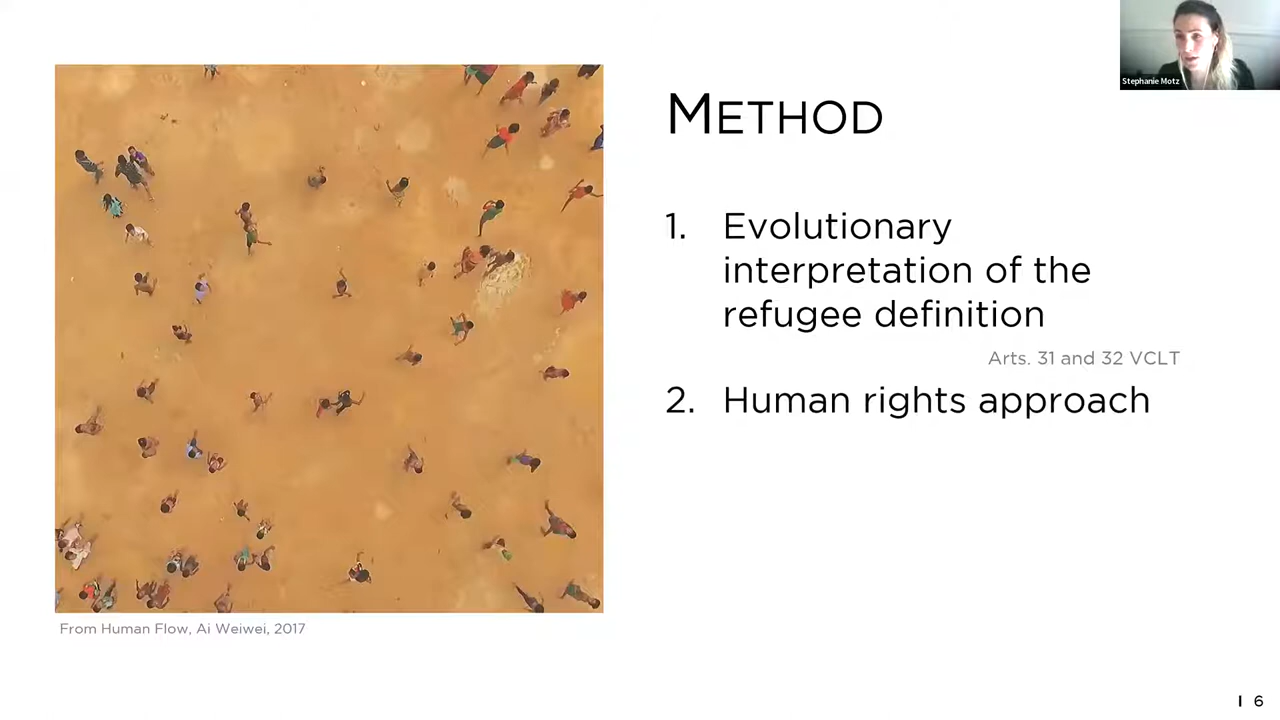 Stephanie Motz
METHOD
1. Evolutionary
interpretation of the
refugee definition
Arts. 31 and 32 VCLT
2. Human rights approach
From Human Flow, Ai Weiwei, 2017
6